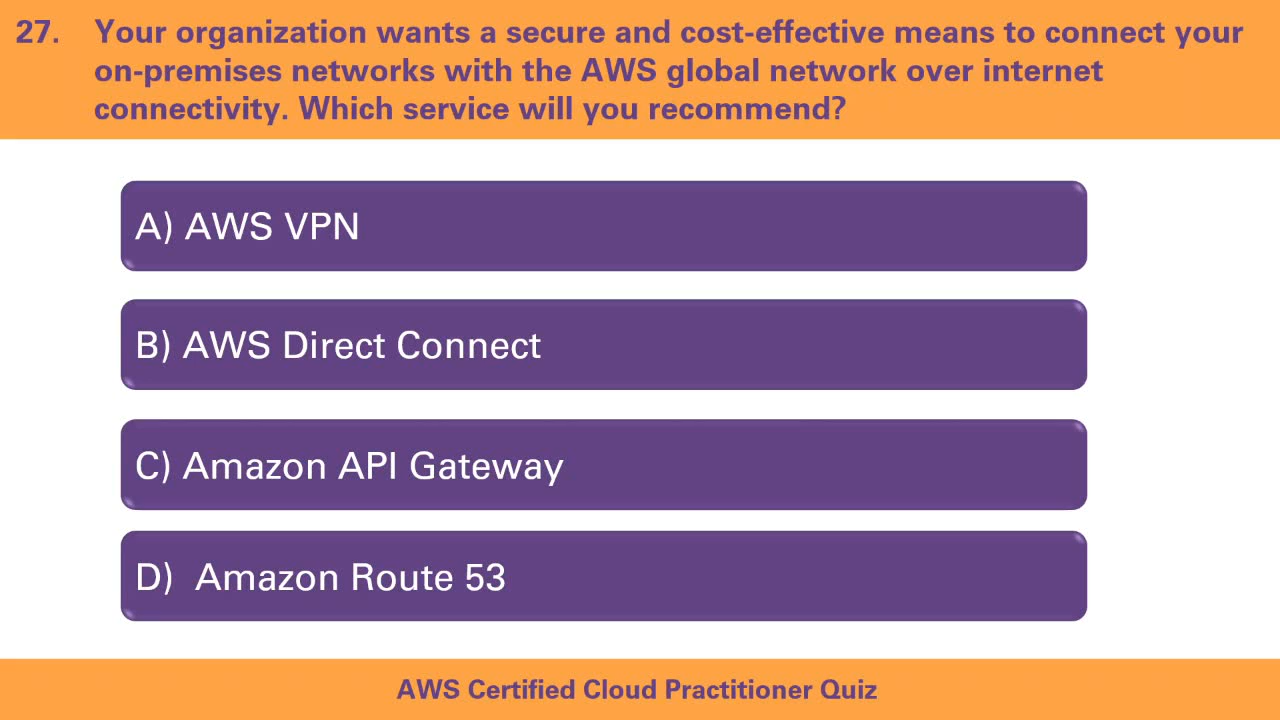 27. Your organization wants a secure and cost-effective means to connect your
on-premises networks with the AWS global network over internet
connectivity. Which service will you recommend?
A) AWS VPN
B) AWS Direct Connect
C) Amazon API Gateway
D) Amazon Route 53
AWS Certified Cloud Practitioner Quiz